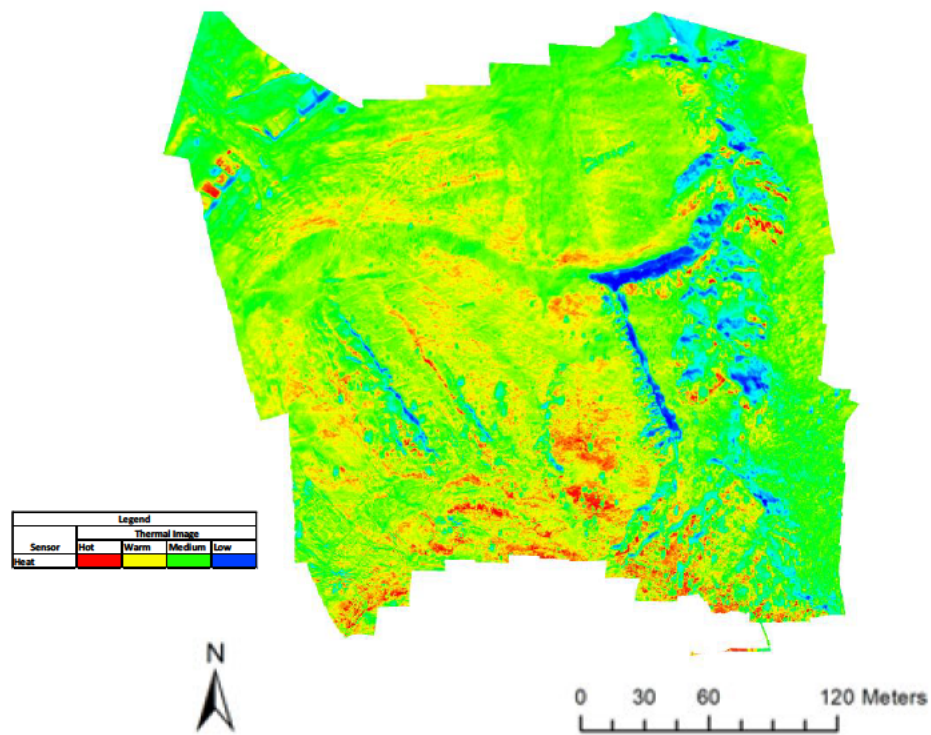 Legend
Thermal Image
Sensor Hot Warm Medium Low
Heat
N
0 30 60 120 Meters